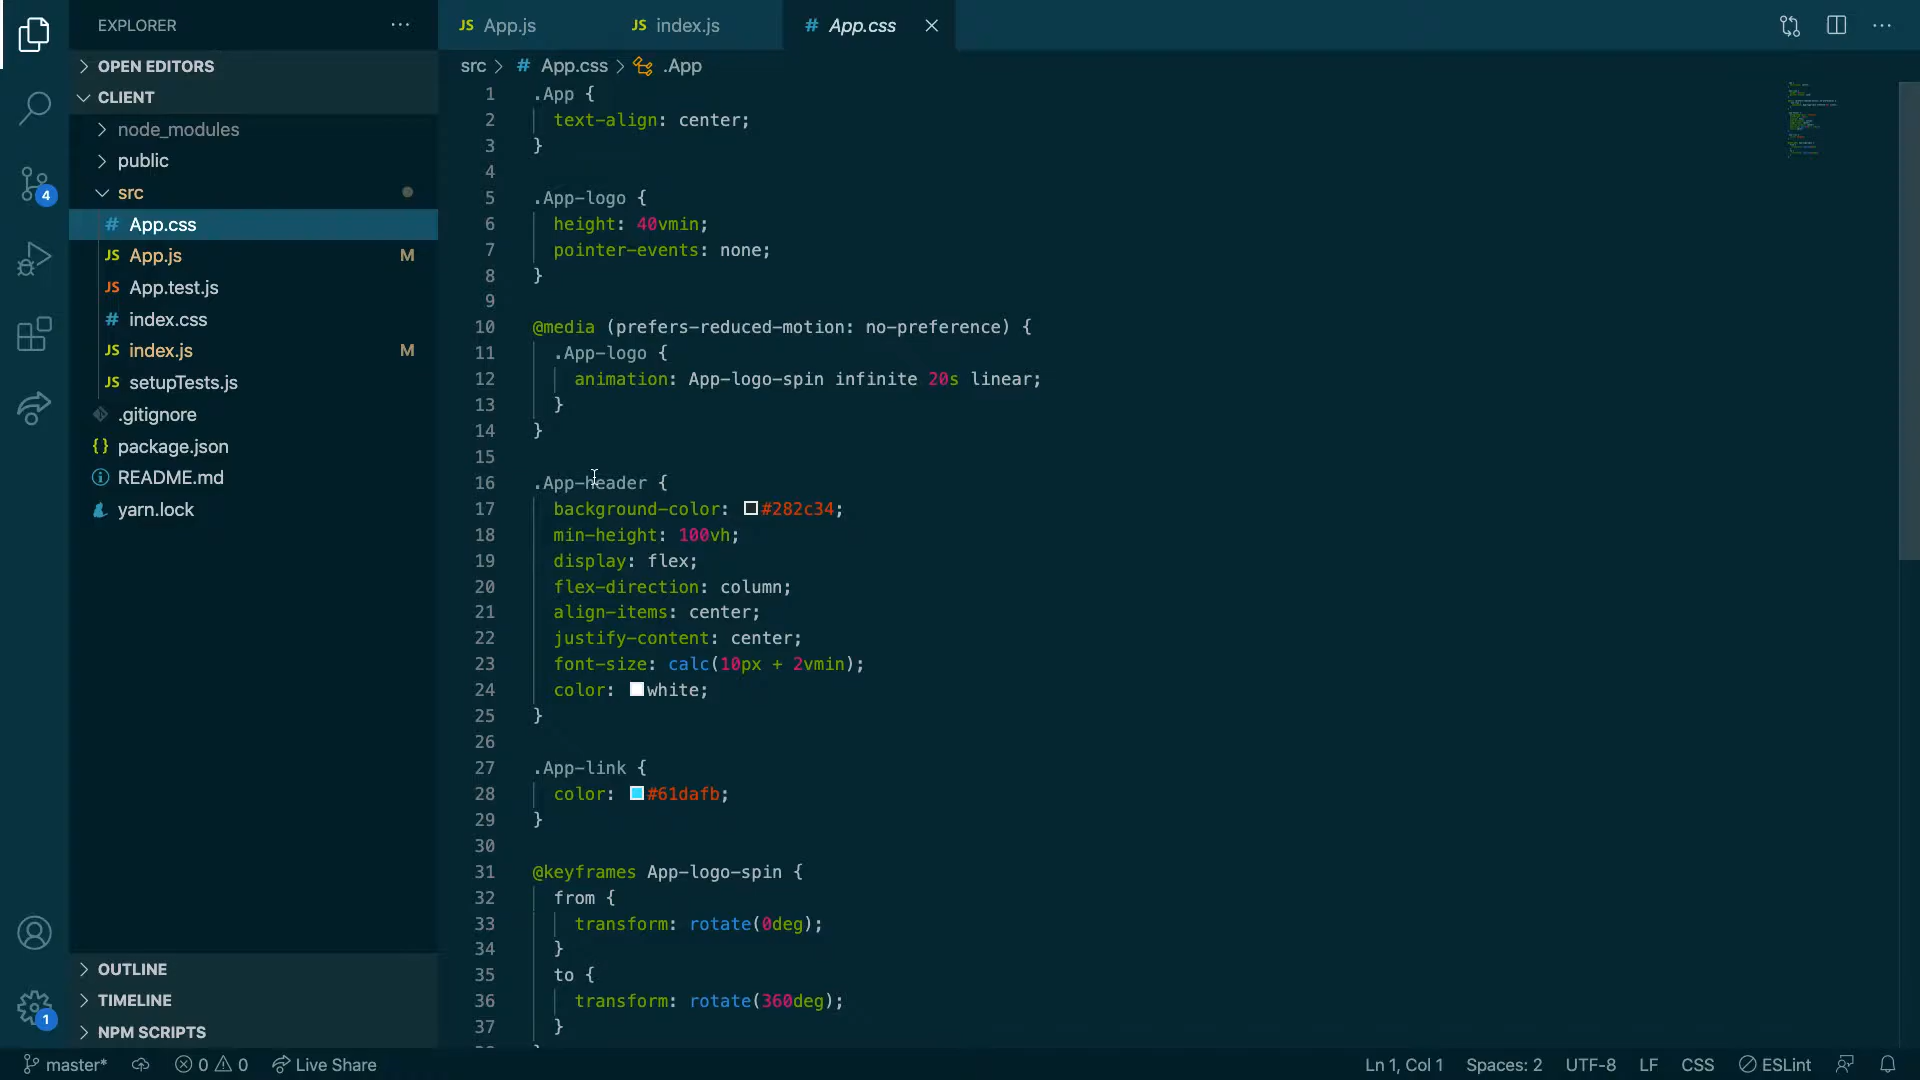 EXPLORER
OPEN EDITORS
CLIENT
node_modules
public
src
# App.css
JS App.js M
JS App.test.js
# index.css
JS index.js M
JS setupTests.js
.gitignore
{} package.json
README.md
yarn.lock
OUTLINE
TIMELINE
NPM SCRIPTS
4
1
JS App.js
JS index.js
# App.css
src > # App.css > .App
1 .App {
2 text-align: center;
3 }
4
5 .App-logo {
6 height: 40vmin;
7 pointer-events: none;
8 }
9
10 @media (prefers-reduced-motion: no-preference) {
11 .App-logo {
12 animation: App-logo-spin infinite 20s linear;
13 }
14 }
15
16 .App-header {
17 background-color: #282c34;
18 min-height: 100vh;
19 display: flex;
20 flex-direction: column;
21 align-items: center;
22 justify-content: center;
23 font-size: calc(10px + 2vmin);
24 color: white;
25 }
26
27 .App-link {
28 color: #61dafb;
29 }
30
31 @keyframes App-logo-spin {
32 from {
33 transform: rotate(0deg);
34 }
35 to {
36 transform: rotate(360deg);
37 }
master* 0 0 Live Share
Ln 1, Col 1 Spaces: 2 UTF-8 LF CSS ESLint